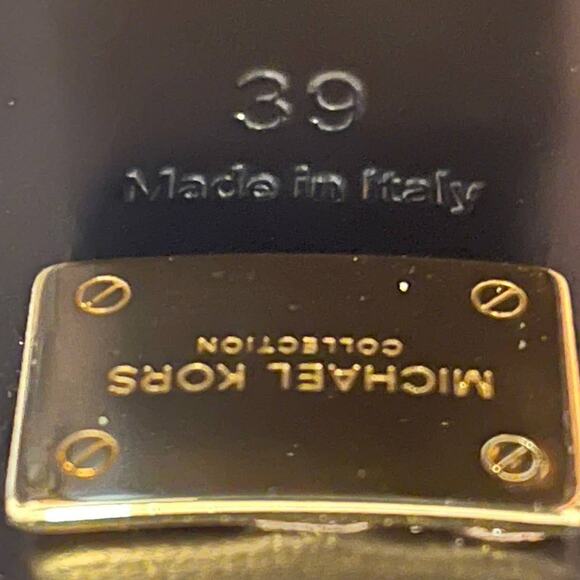 39
Made in Italy
MICHAEL KORS
COLLECTION